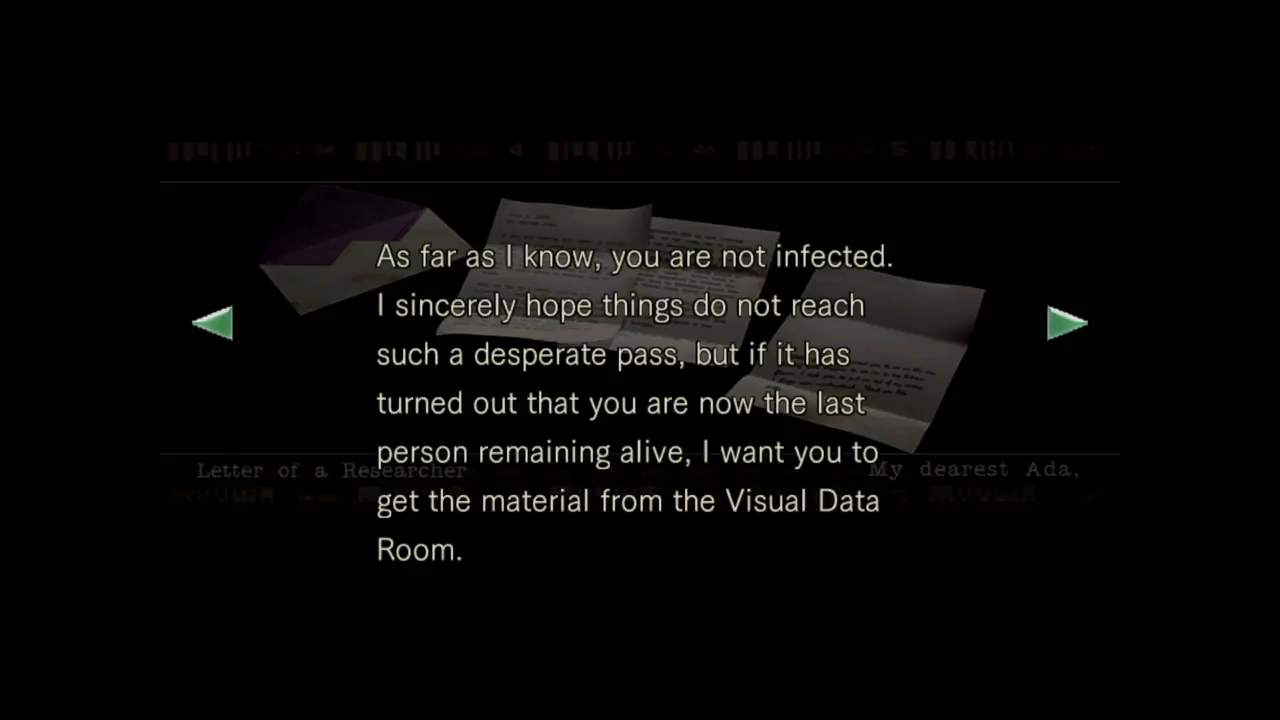 As far as I know, you are not infected.
I sincerely hope things do not reach
such a desperate pass, but if it has
turned out that you are now the last
person remaining alive, I want you to
get the material from the Visual Data
Room.
Letter of a Researcher
My dearest Ada,